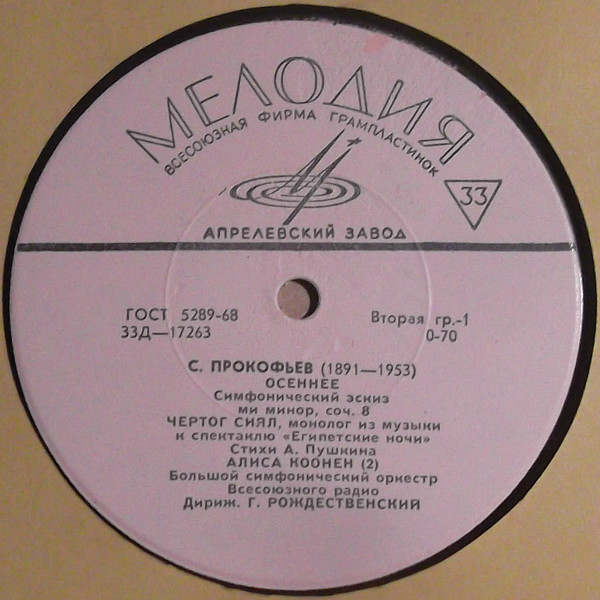 МЕЛОДИЯ
ВСЕСОЮЗНАЯ ФИРМА ГРАМПЛАСТИНОК
33
АПРЕЛЕВСКИЙ ЗАВОД
ГОСТ 5289-68
Вторая гр.-1
33Д—17263
0-70
С. ПРОКОФЬЕВ (1891—1953)
ОСЕННЕЕ
Симфонический эскиз
ми минор, соч. 8
ЧЕРТОГ СИЯЛ, монолог из музыки
к спектаклю «Египетские ночи»
Стихи А. Пушкина
АЛИСА КООНЕН (2)
Большой симфонический оркестр
Всесоюзного радио
Дириж. Г. РОЖДЕСТВЕНСКИЙ